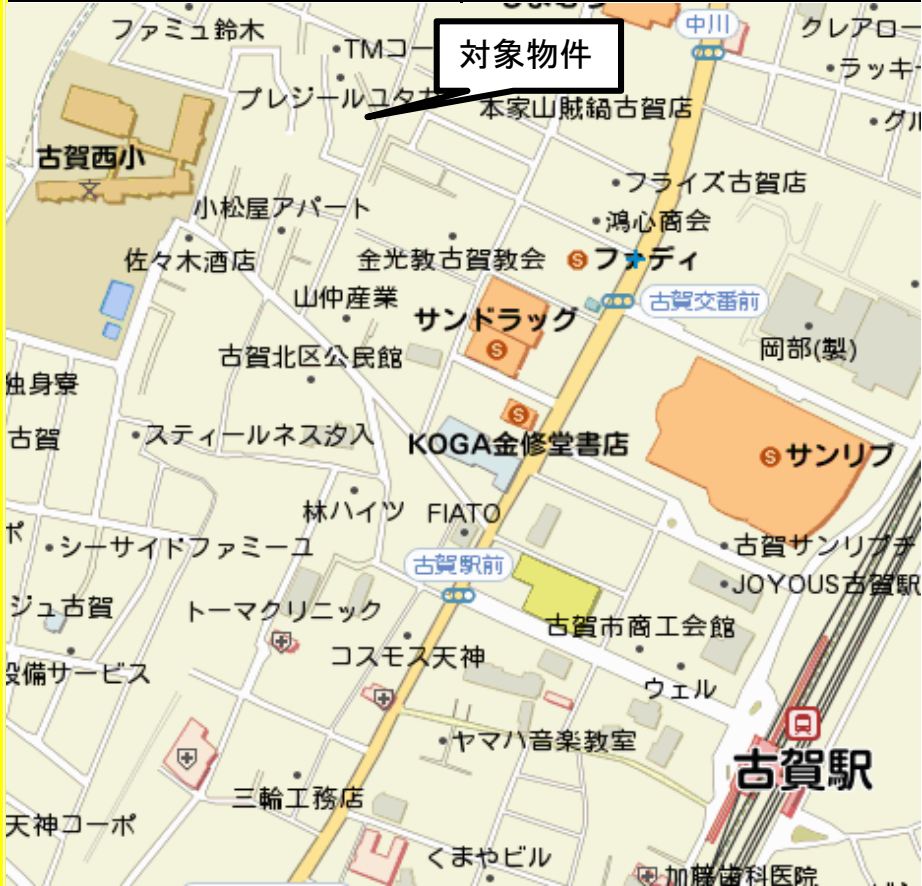 中川
ファミュ鈴木
クレアロー
TMコー
対象物件
ラッキー
プレジールユタカ
本家山賊鍋古賀店
グル
古賀西小
フライズ古賀店
小松屋アパート
鴻心商会
佐々木酒店
金光教古賀教会
ファディ
山仲産業
古賀交番前
サンドラッグ
岡部(製)
古賀北区公民館
独身寮
古賀
スティールネス汐入
KOGA金修堂書店
サンリブ
林ハイツ
FIATO
ポ
シーサイドファミーユ
古賀サンリブチ
古賀駅前
JOYOUS古賀駅
ジュ古賀
トーマクリニック
古賀市商工会館
コスモス天神
設備サービス
ウェル
ヤマハ音楽教室
古賀駅
三輪工務店
天神コーポ
くまやビル
加藤歯科医院